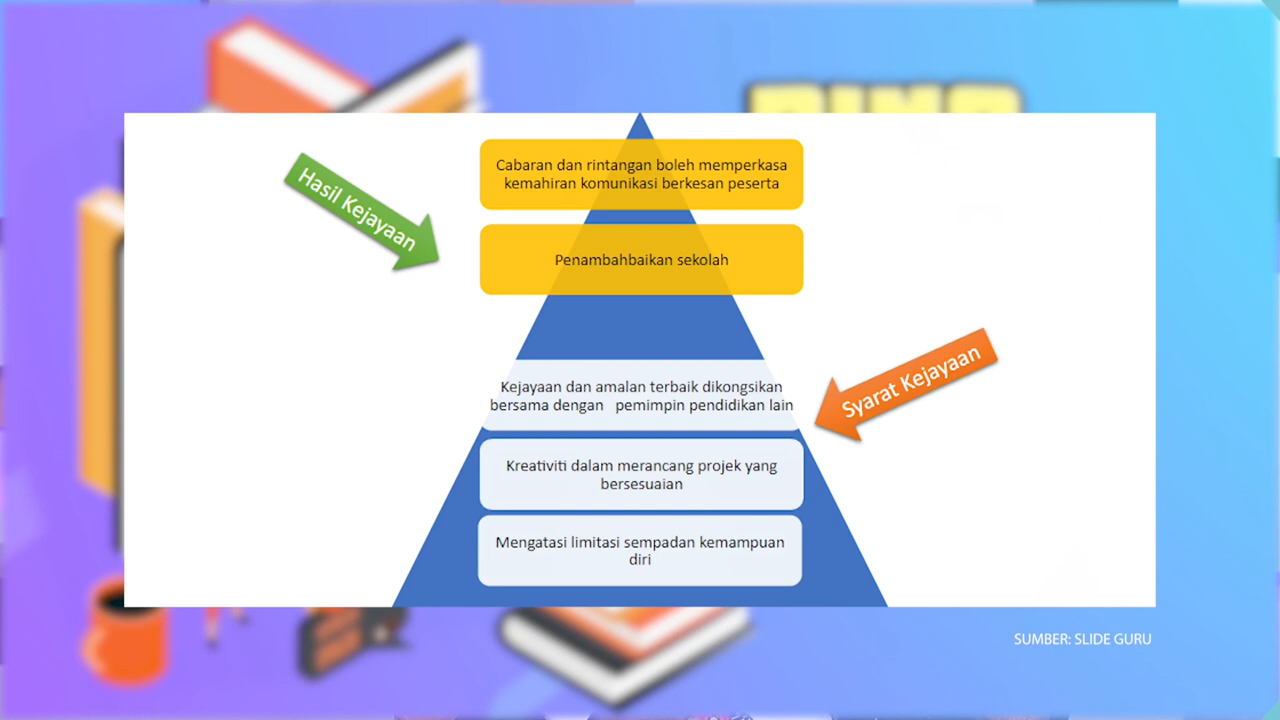 Cabaran dan rintangan boleh memperkasa
kemahiran komunikasi berkesan peserta
Hasil Kejayaan
Penambahbaikan sekolah
Kejayaan dan amalan terbaik dikongsikan
bersama dengan pemimpin pendidikan lain
Syarat Kejayaan
Kreativiti dalam merancang projek yang
bersesuaian
Mengatasi limitasi sempadan kemampuan
diri
SUMBER: SLIDE GURU